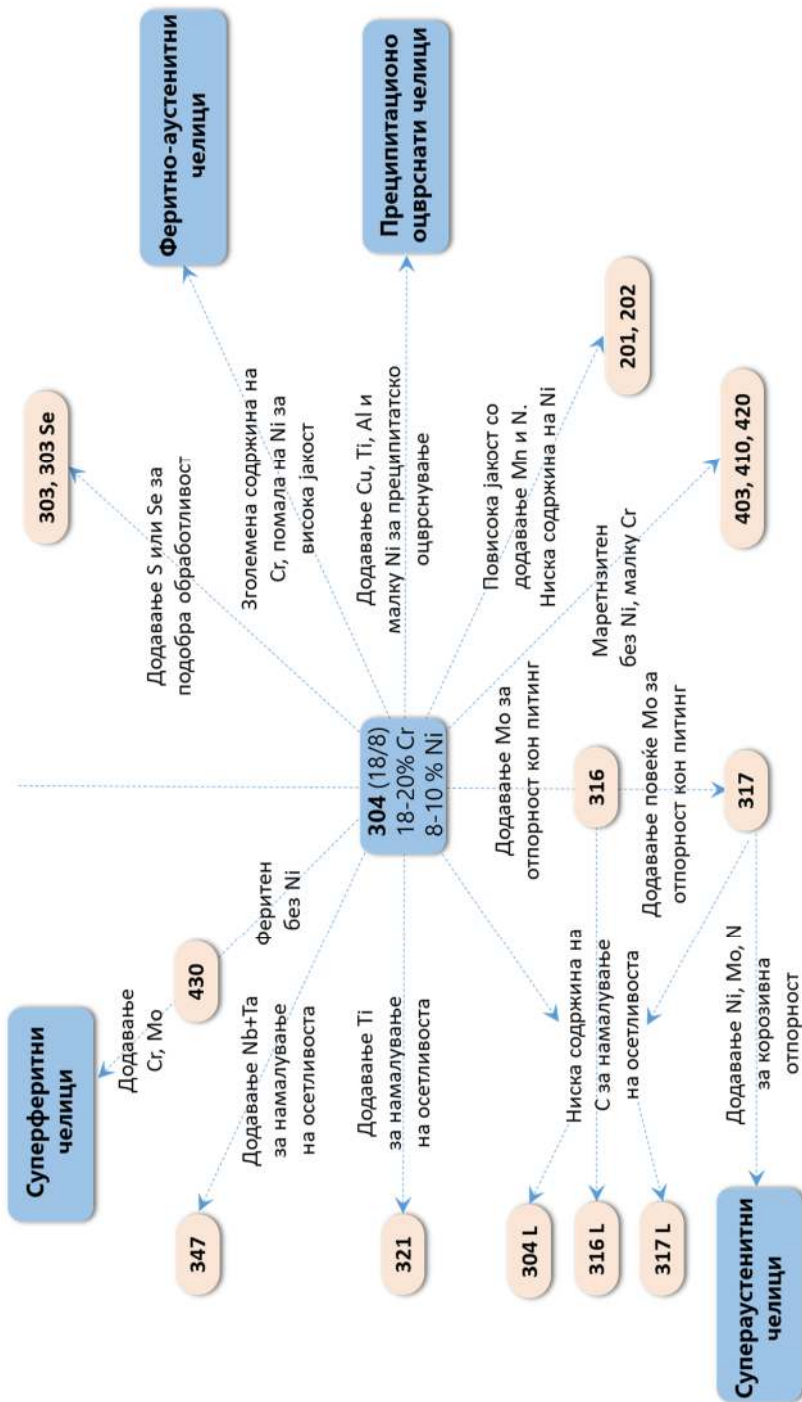 Суперферитни
челици
Додавање
Cr, Mo
430
Феритен
без Ni
303, 303 Se
Додавање S или Se за
подобра обработливост
Феритно-аустенитни
челици
Зголемена содржина на
Cr, помала на Ni за
висока јакост
347
Додавање Nb+Ta
за намалување
на осетливоста
321
Додавање Ti
за намалување
на осетливоста
304 (18/8)
18-20% Cr
8-10 % Ni
Додавање Cu, Ti, Al и
малку Ni за преципитатско
оцврснување
Преципитационо
оцврснати челици
304 L
316 L
317 L
Ниска содржина на
C за намалување
на осетливоста
Додавање Mo за
отпорност кон питинг
316
Додавање повеќе Mo за
отпорност кон питинг
317
Повисока јакост со
додавање Mn и N.
Ниска содржина на Ni
201, 202
Маретнзитен
без Ni, малку Cr
403, 410, 420
Додавање Ni, Mo, N
за корозивна
отпорност
Супераустенитни
челици